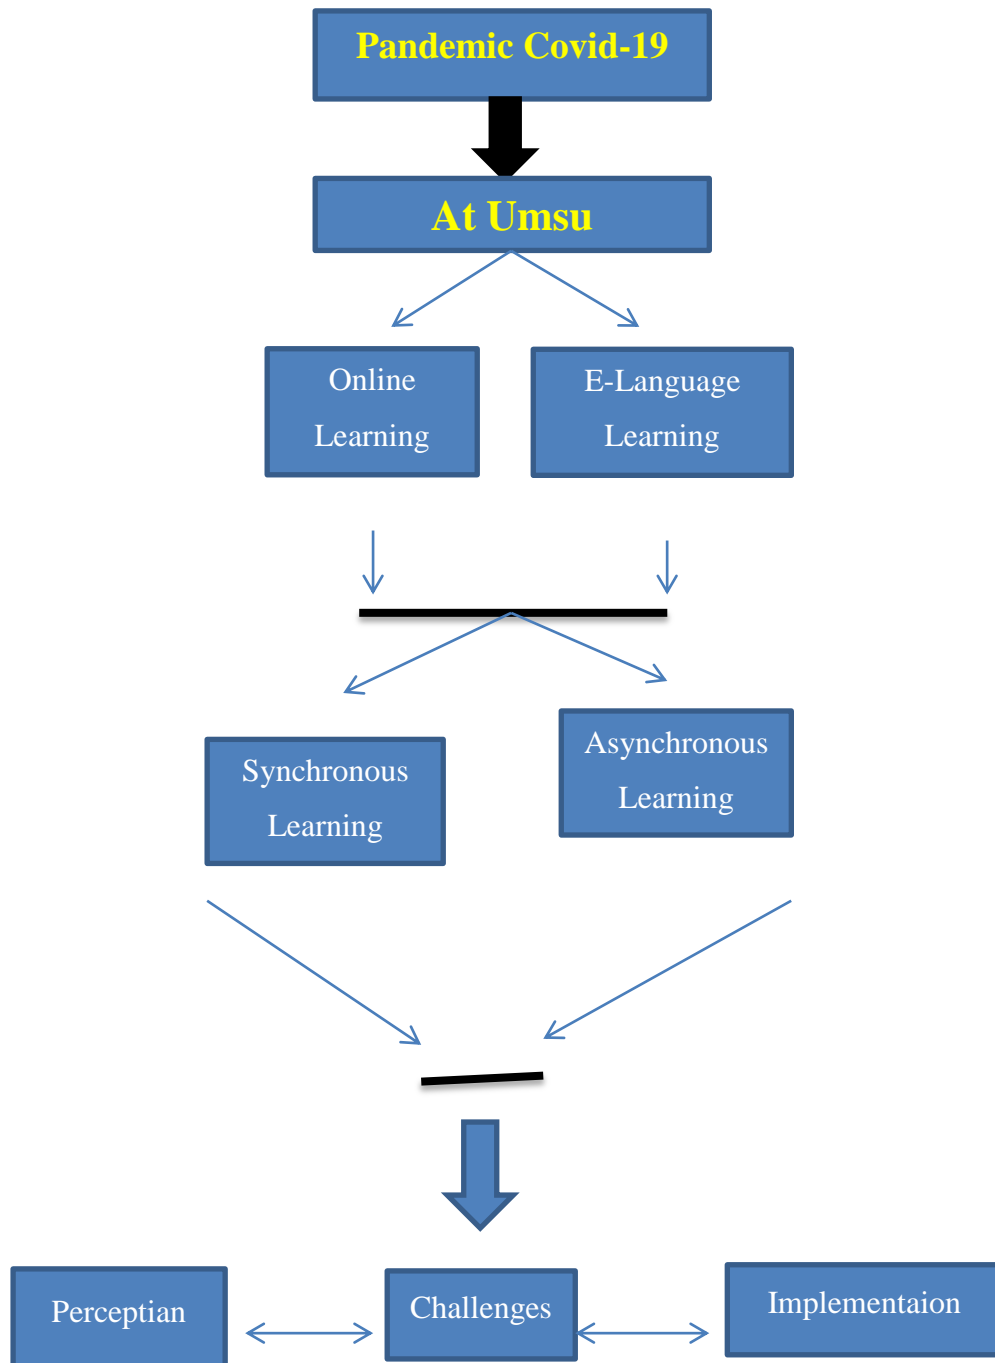 Pandemic Covid-19
At Umsu
Online
Learning
E-Language
Learning
Synchronous
Learning
Asynchronous
Learning
Perceptian
Challenges
Implementaion